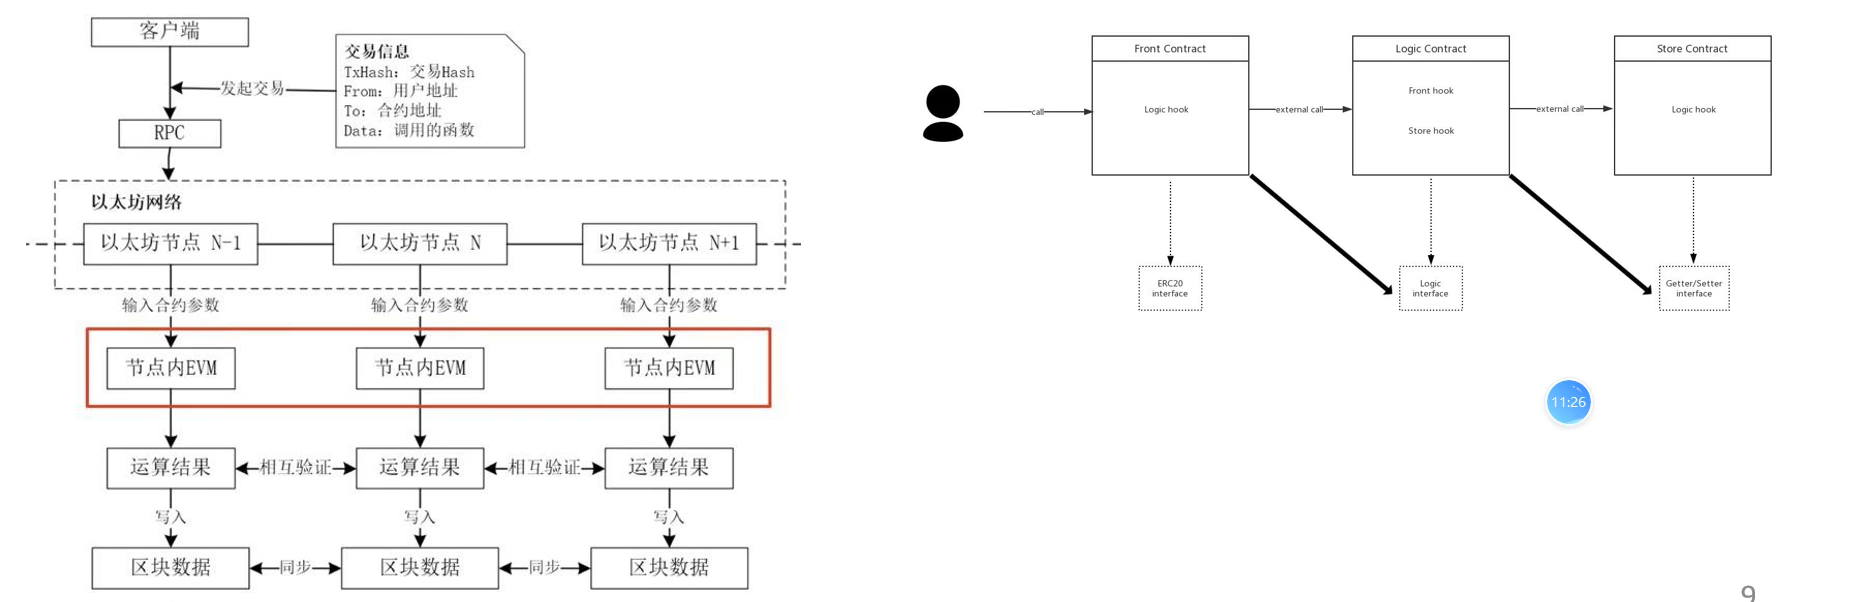 客户端
交易信息
TxHash: 交易Hash
From: 用户地址
To: 合约地址
Data: 调用的函数
发起交易
RPC
以太坊网络
以太坊节点 N-1
以太坊节点 N
以太坊节点 N+1
输入合约参数
输入合约参数
输入合约参数
节点内EVM
节点内EVM
节点内EVM
运算结果
相互验证
运算结果
相互验证
运算结果
写入
写入
写入
区块数据
同步
区块数据
同步
区块数据
call
Front Contract
Logic hook
external call
Logic Contract
Front hook
Store hook
external call
Store Contract
Logic hook
ERC20
interface
Logic
interface
Getter/Setter
interface
11:26
9